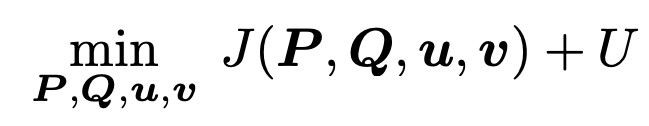 min J(P, Q, u, v) + U
P,Q,u,v